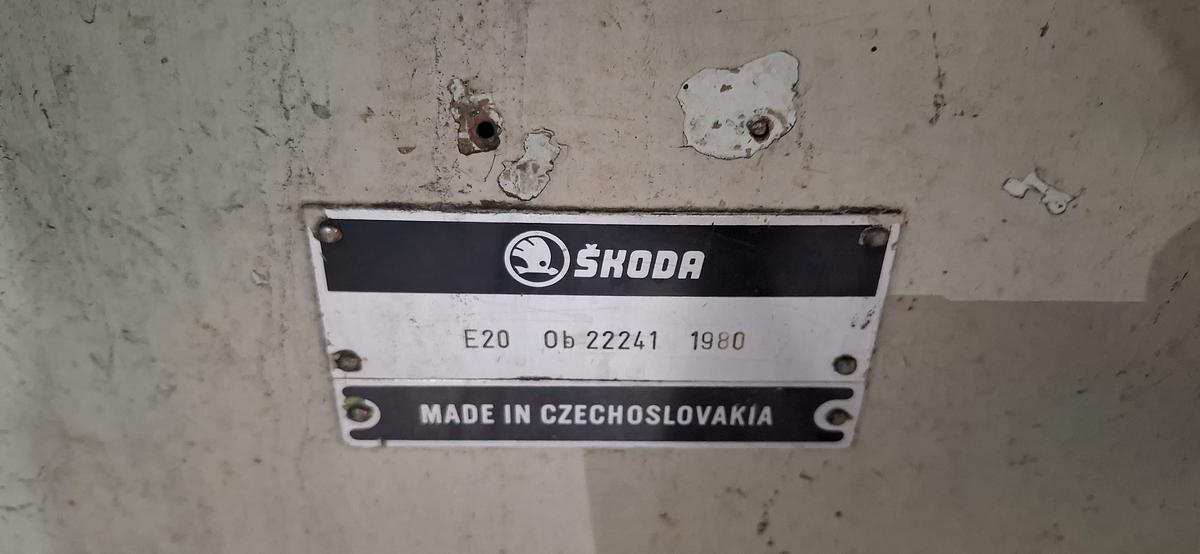 ŠKODA
E20 Ob 22241 1980
MADE IN CZECHOSLOVAKIA